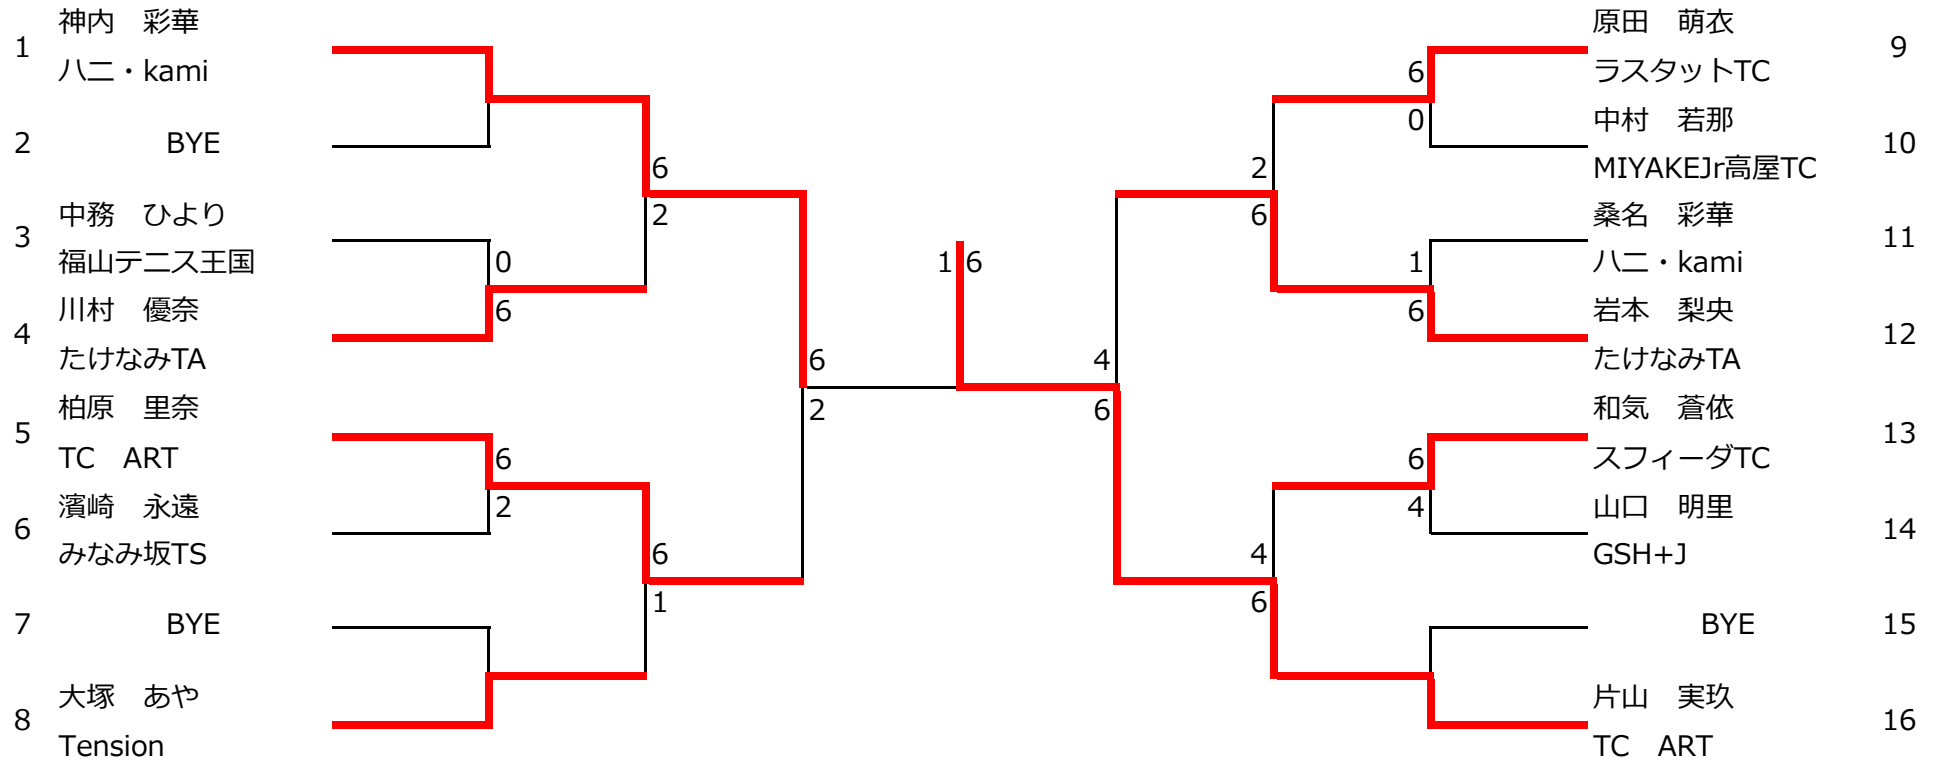 神内　彩華
1
ハニ・kami
2 BYE
中務　ひより
3
福山テニス王国
川村　優奈
4
たけなみTA
柏原　里奈
5
TC　ART
濱崎　永遠
6
みなみ坂TS
7 BYE
大塚　あや
8
Tension
6
2
0
6
6
2
6
1
6
2
1 6
4
6
2
6
4
6
6
0
1
6
6
4
原田　萌衣
9
ラスタットTC
中村　若那
10
MIYAKEJr高屋TC
桑名　彩華
11
ハニ・kami
岩本　梨央
12
たけなみTA
和気　蒼依
13
スフィーダTC
山口　明里
14
GSH+J
BYE 15
片山　実玖
16
TC　ART